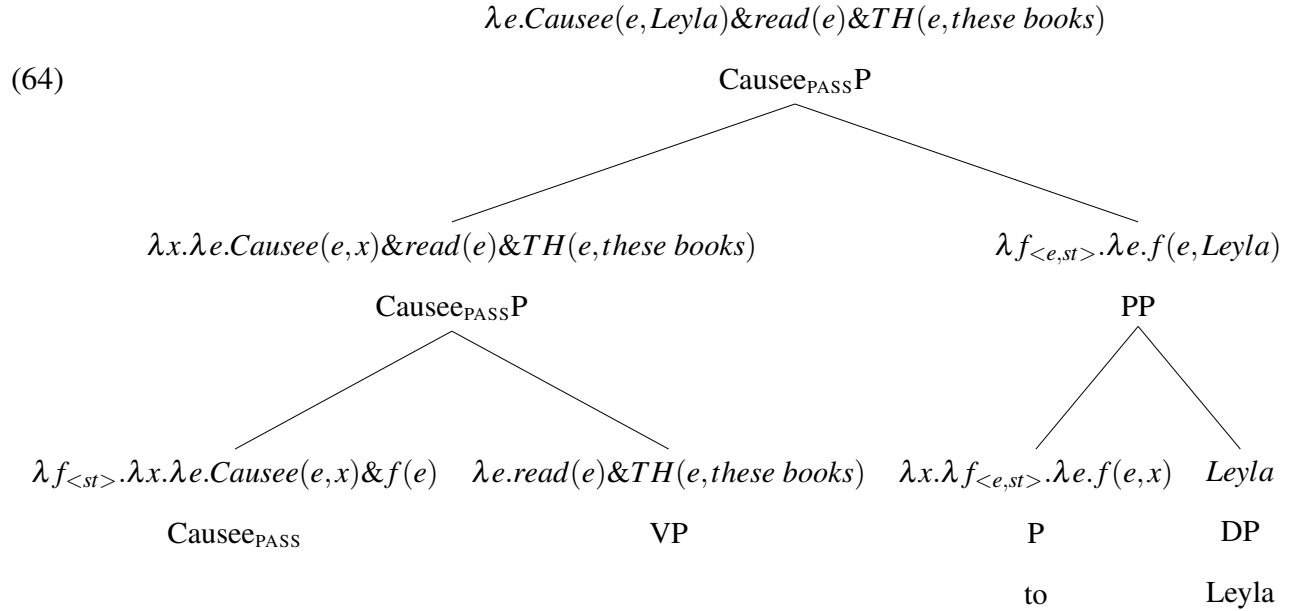 λe.Causee(e,Leyla)&read(e)&TH(e,these books)
(64)
Causee_PASS P
λx.λe.Causee(e,x)&read(e)&TH(e,these books) λf_<e,st>.λe.f(e,Leyla)
Causee_PASS P PP
λf_<st>.λx.λe.Causee(e,x)&f(e) λe.read(e)&TH(e,these books) λx.λf_<e,st>.λe.f(e,x) Leyla
Causee_PASS VP P DP
to Leyla